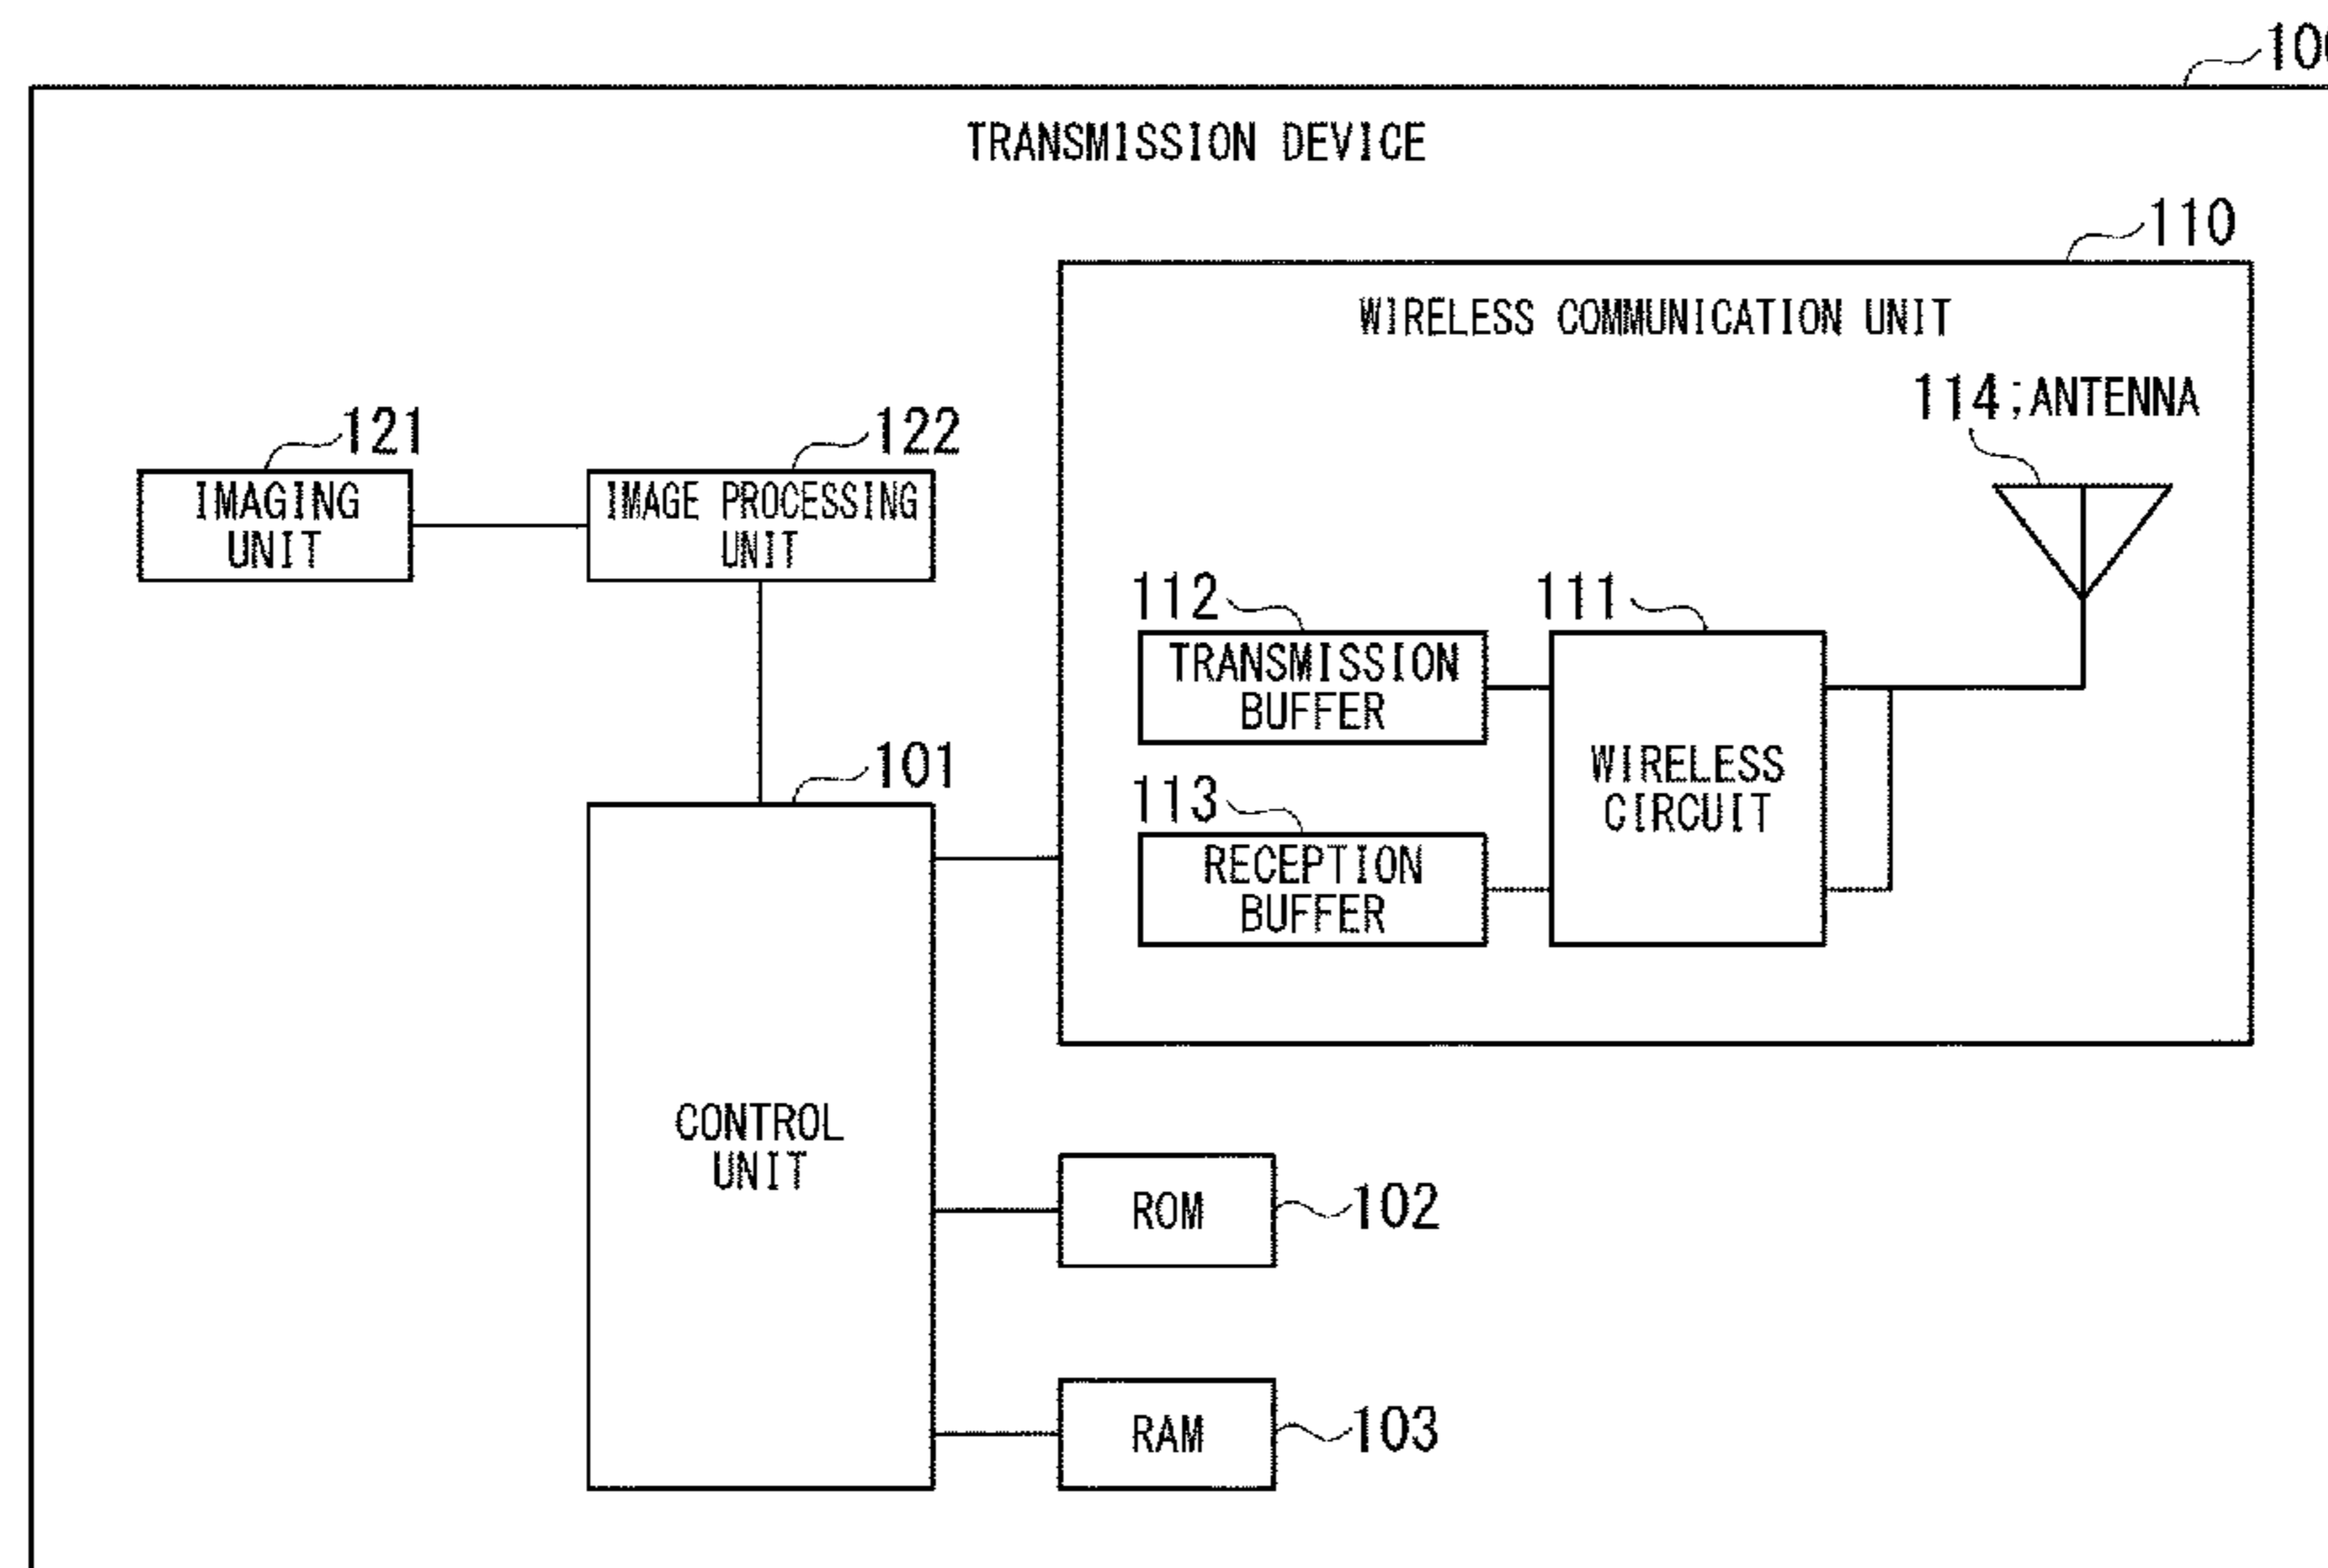 100
TRANSMISSION DEVICE
110
WIRELESS COMMUNICATION UNIT
114;ANTENNA
121
122
IMAGING
UNIT
IMAGE PROCESSING
UNIT
112
111
TRANSMISSION
BUFFER
WIRELESS
CIRCUIT
101
113
RECEPTION
BUFFER
CONTROL
UNIT
ROM
102
RAM
103